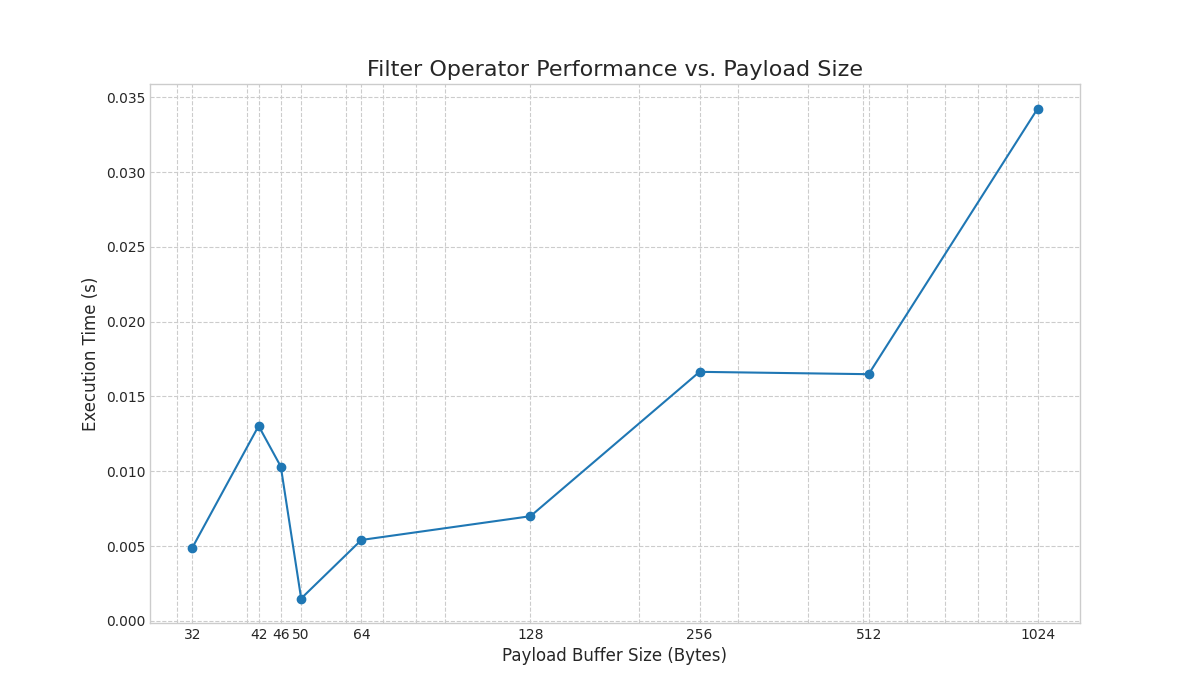 Filter Operator Performance vs. Payload Size
Execution Time (s)
0.035
0.030
0.025
0.020
0.015
0.010
0.005
0.000
32 42 46 50 64 128 256 512 1024
Payload Buffer Size (Bytes)